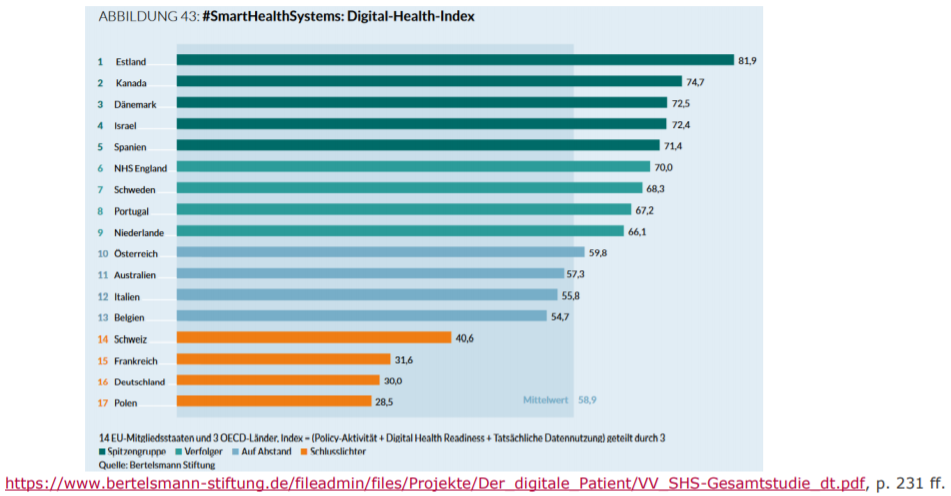 ABBILDUNG 43: #SmartHealthSystems: Digital-Health-Index
1 Estland 81,9
2 Kanada 74,7
3 Dänemark 72,5
4 Israel 72,4
5 Spanien 71,4
6 NHS England 70,0
7 Schweden 68,3
8 Portugal 67,2
9 Niederlande 66,1
10 Österreich 59,8
11 Australien 57,3
12 Italien 55,8
13 Belgien 54,7
14 Schweiz 40,6
15 Frankreich 31,6
16 Deutschland 30,0
17 Polen 28,5
Mittelwert 58,9
14 EU-Mitgliedsstaaten und 3 OECD-Länder, Index = (Policy-Aktivität + Digital Health Readiness + Tatsächliche Datennutzung) geteilt durch 3
Spitzengruppe Verfolger Auf Abstand Schlusslichter
Quelle: Bertelsmann Stiftung
https://www.bertelsmann-stiftung.de/fileadmin/files/Projekte/Der_digitale_Patient/VV_SHS-Gesamtstudie_dt.pdf, p. 231 ff.